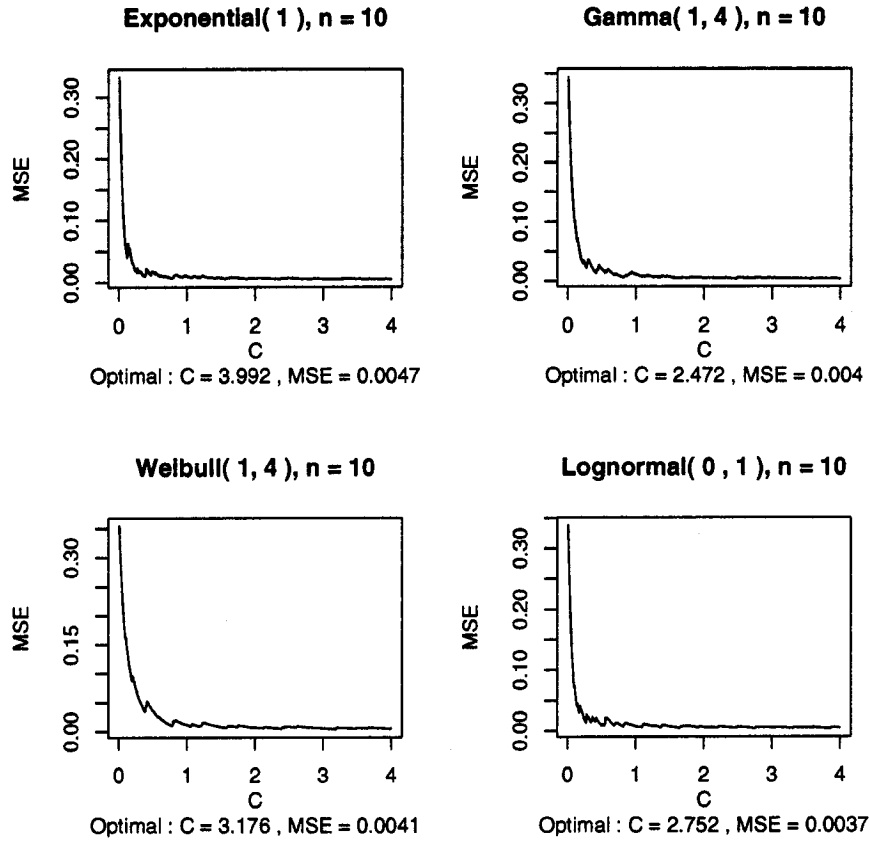 Exponential( 1 ), n = 10
MSE
0.00 0.10 0.20 0.30
0 1 2 3 4
C
Optimal : C = 3.992 , MSE = 0.0047
Gamma( 1, 4 ), n = 10
MSE
0.00 0.10 0.20 0.30
0 1 2 3 4
C
Optimal : C = 2.472 , MSE = 0.004
Weibull( 1, 4 ), n = 10
MSE
0.00 0.15 0.30
0 1 2 3 4
C
Optimal : C = 3.176 , MSE = 0.0041
Lognormal( 0 , 1 ), n = 10
MSE
0.00 0.10 0.20 0.30
0 1 2 3 4
C
Optimal : C = 2.752 , MSE = 0.0037